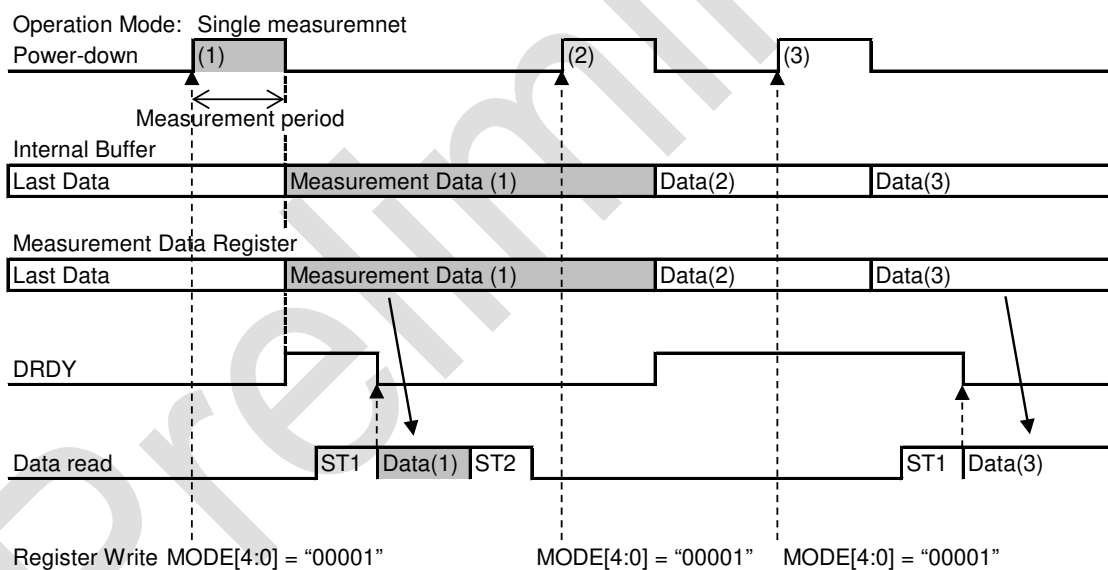 Operation Mode: Single measuremnet
Power-down (1) (2) (3)
Measurement period
Internal Buffer
Last Data Measurement Data (1) Data(2) Data(3)
Measurement Data Register
Last Data Measurement Data (1) Data(2) Data(3)
DRDY
Data read ST1 Data(1) ST2 ST1 Data(3)
Register Write MODE[4:0] = “00001” MODE[4:0] = “00001” MODE[4:0] = “00001”